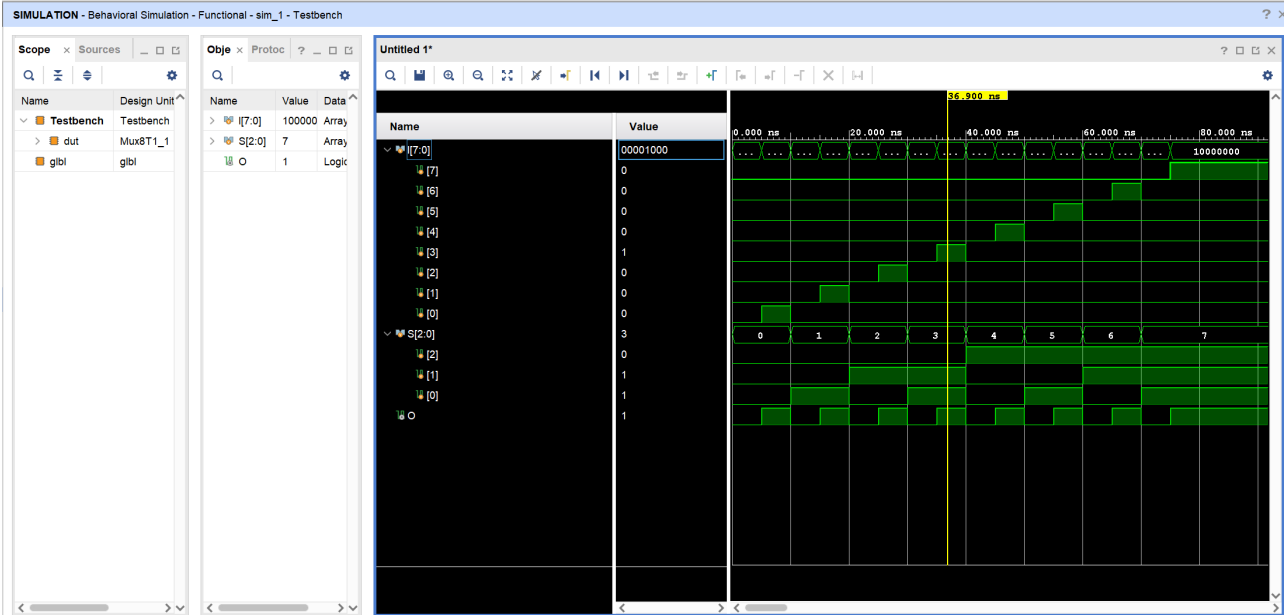 SIMULATION - Behavioral Simulation - Functional - sim_1 - Testbench ? ×
Scope × Sources
Name Design Unit
Testbench Testbench
dut Mux8T1_1
glbl glbl
Obje × Protoc ?
Name Value Data
I[7:0] 100000 Array
S[2:0] 7 Array
O 1 Logic
Untitled 1* ?
36.900 ns
Name Value
0.000 ns 20.000 ns 40.000 ns 60.000 ns 80.000 ns
I[7:0] 00001000 ... ... ... ... ... ... ... ... ... ... ... ... ... ... ... 10000000
[7] 0
[6] 0
[5] 0
[4] 0
[3] 1
[2] 0
[1] 0
[0] 0
S[2:0] 3 0 1 2 3 4 5 6 7
[2] 0
[1] 1
[0] 1
O 1